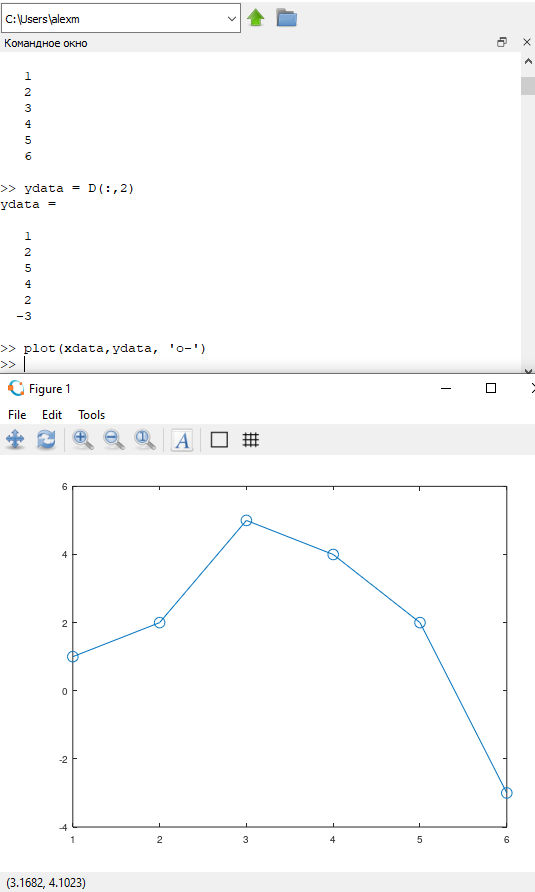 C:\Users\alexm
Командное окно
1
2
3
4
5
6
>> ydata = D(:,2)
ydata =
1
2
5
4
2
-3
>> plot(xdata,ydata, 'o-')
>>
Figure 1
File Edit Tools
1 A
6
4
2
0
-2
-4
1 2 3 4 5 6
(3.1682, 4.1023)